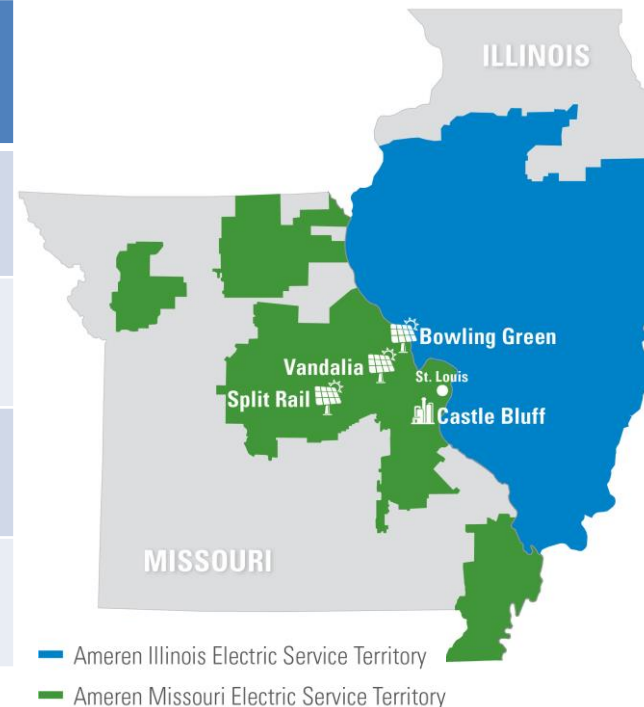 ILLINOIS
Bowling Green
Vandalia
St. Louis
Split Rail
Castle Bluff
MISSOURI
Ameren Illinois Electric Service Territory
Ameren Missouri Electric Service Territory